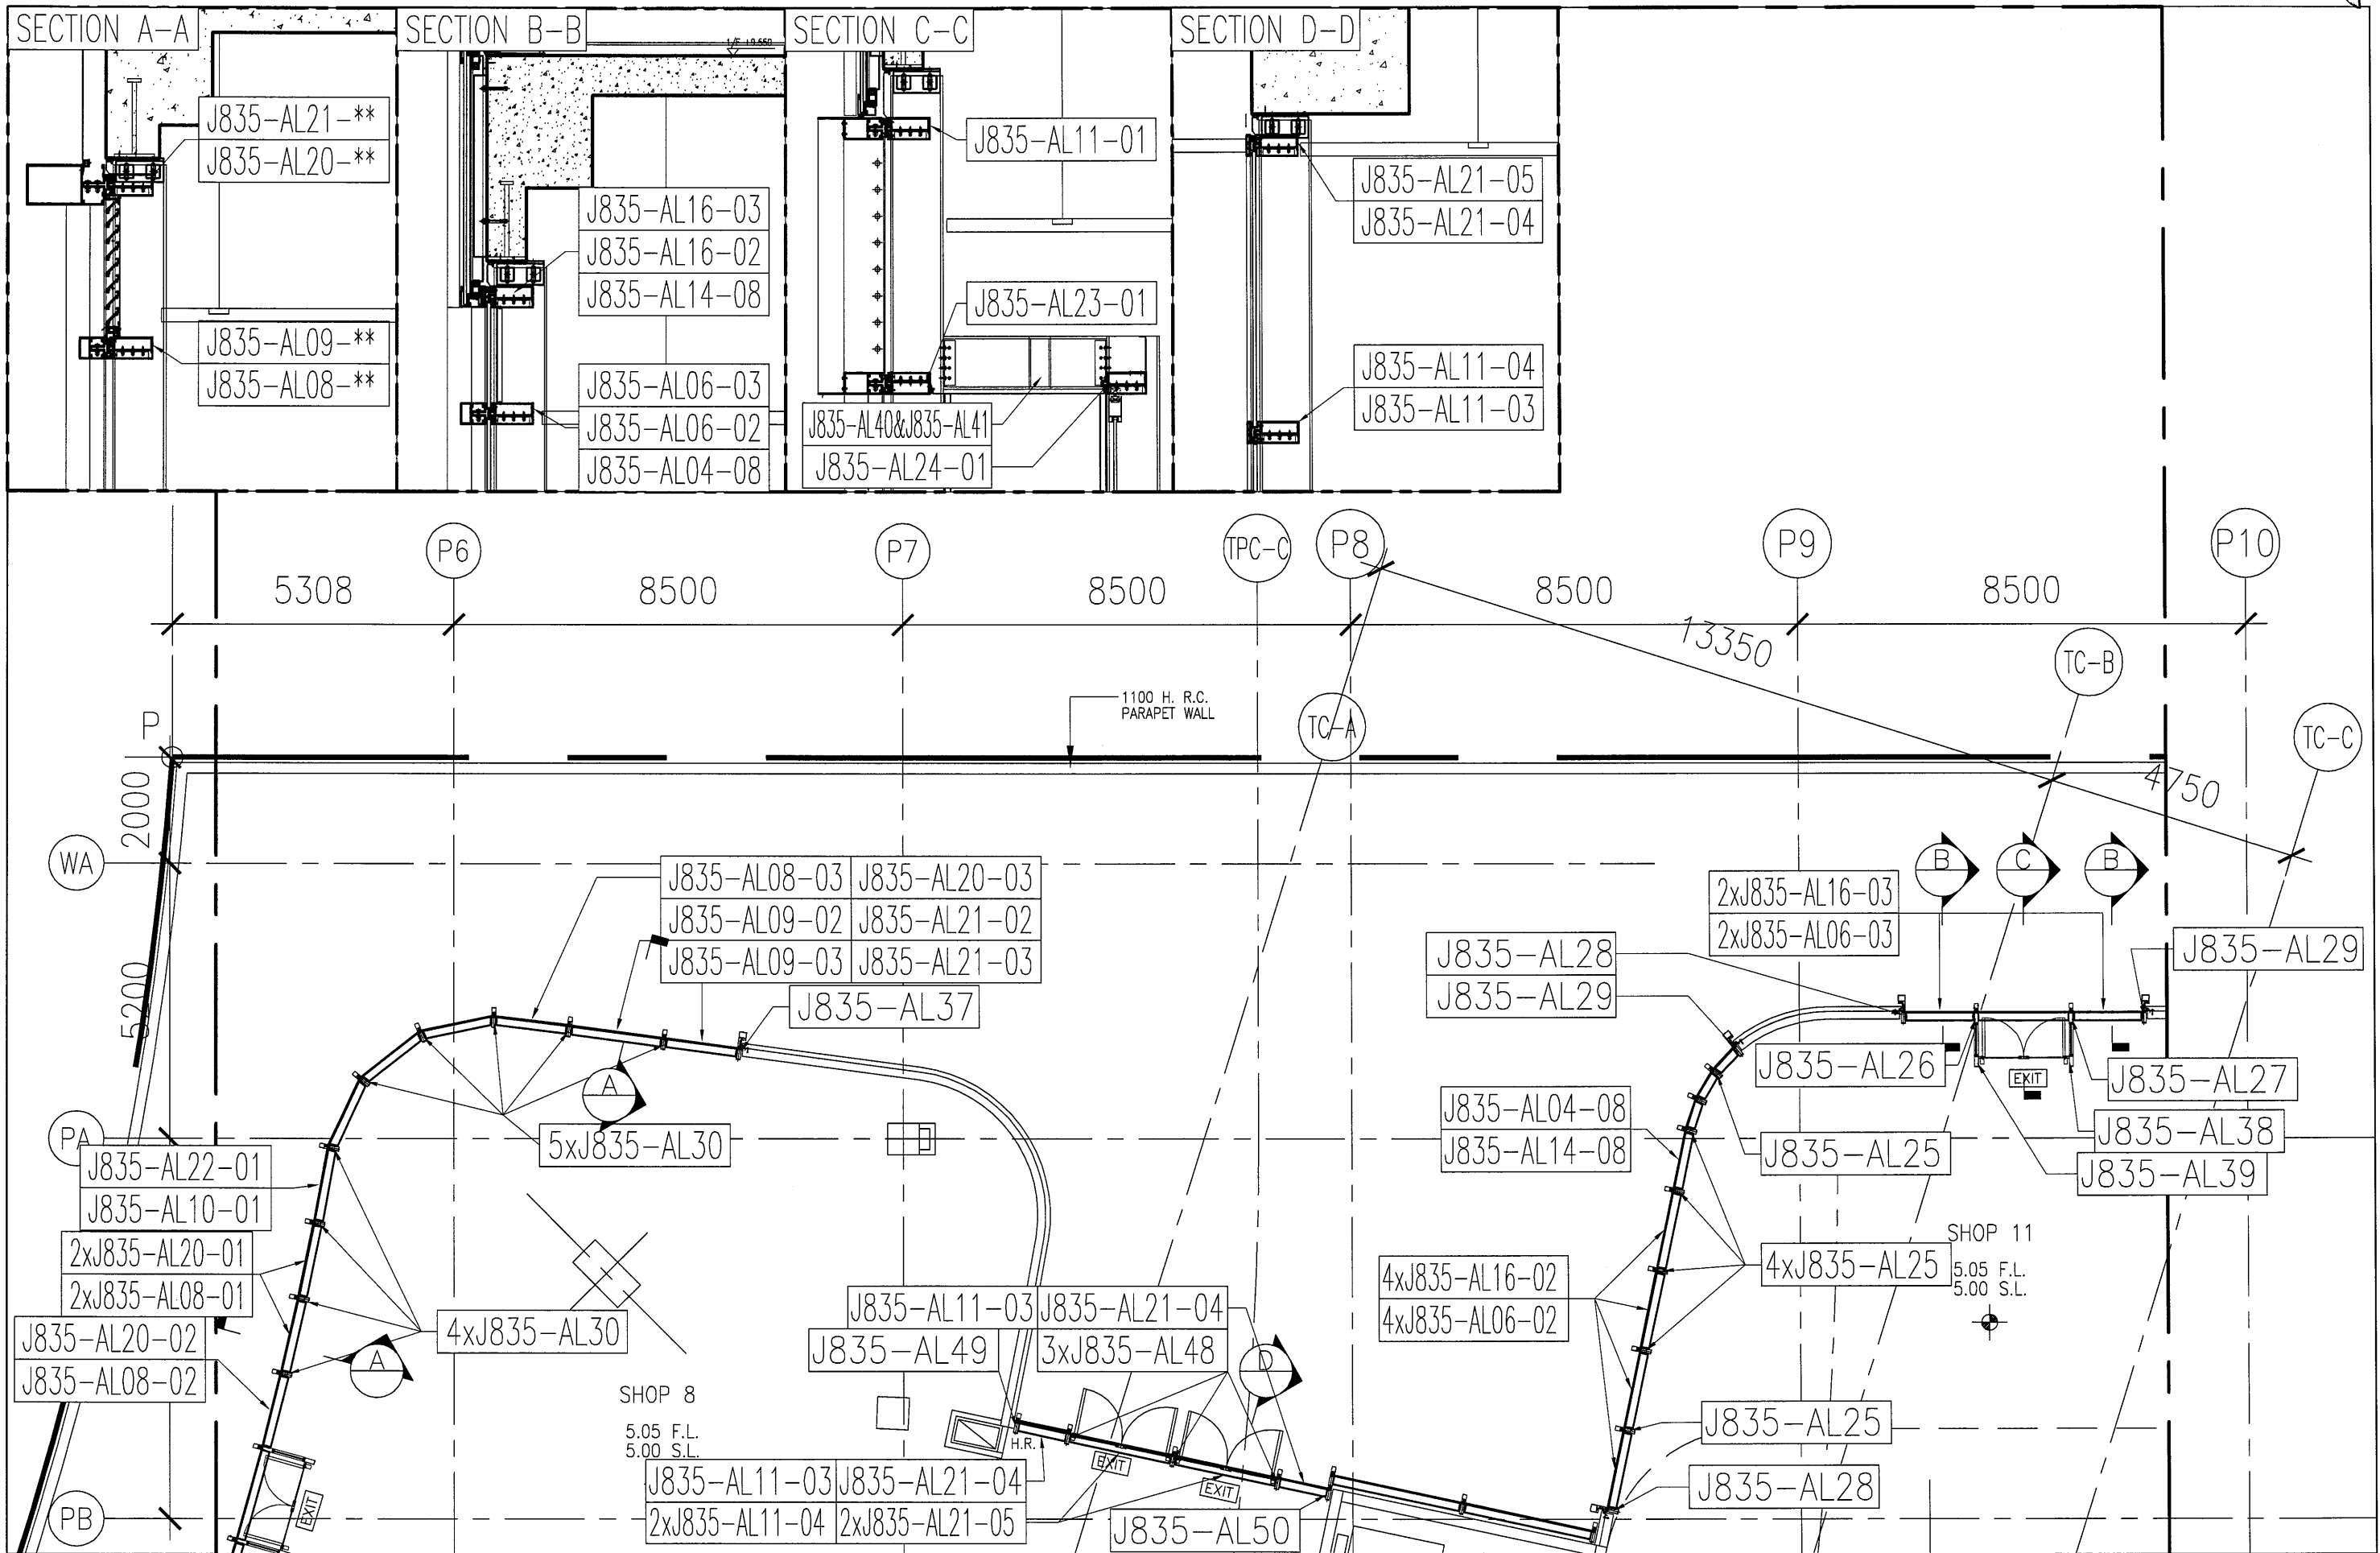 SECTION A-A
J835-AL21-**
J835-AL20-**
J835-AL09-**
J835-AL08-**
SECTION B-B
1/F 19.550
J835-AL16-03
J835-AL16-02
J835-AL14-08
J835-AL06-03
J835-AL06-02
J835-AL04-08
SECTION C-C
J835-AL11-01
J835-AL23-01
J835-AL40&J835-AL41
J835-AL24-01
SECTION D-D
J835-AL21-05
J835-AL21-04
J835-AL11-04
J835-AL11-03
P6
P7
TPC-C
P8
P9
P10
5308
8500
8500
8500
8500
13350
TC-B
TC-A
TC-C
4750
1100 H. R.C.
PARAPET WALL
P
2000
WA
5200
PA
PB
J835-AL08-03 J835-AL20-03
J835-AL09-02 J835-AL21-02
J835-AL09-03 J835-AL21-03
J835-AL37
A
5xJ835-AL30
J835-AL22-01
J835-AL10-01
2xJ835-AL20-01
2xJ835-AL08-01
J835-AL20-02
J835-AL08-02
4xJ835-AL30
A
EXIT
SHOP 8
5.05 F.L.
5.00 S.L.
J835-AL11-03 J835-AL21-04
J835-AL49
3xJ835-AL48
D
H.R.
EXIT
EXIT
J835-AL11-03 J835-AL21-04
2xJ835-AL11-04 2xJ835-AL21-05
J835-AL50
B
C
B
2xJ835-AL16-03
2xJ835-AL06-03
J835-AL28
J835-AL29
J835-AL29
J835-AL26
EXIT
J835-AL27
J835-AL04-08
J835-AL14-08
J835-AL25
J835-AL38
J835-AL39
SHOP 11
5.05 F.L.
5.00 S.L.
4xJ835-AL25
4xJ835-AL16-02
4xJ835-AL06-02
J835-AL25
J835-AL28